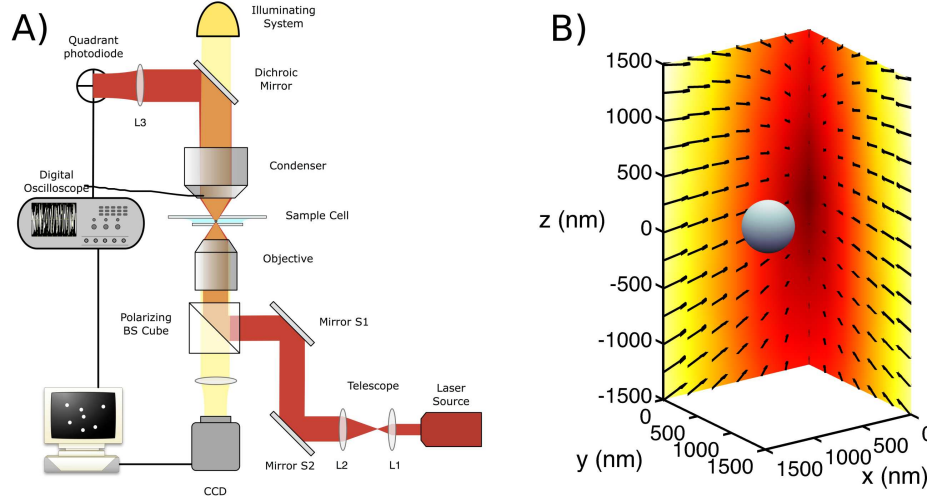 A)
Illuminating
System
Quadrant
photodiode
Dichroic
Mirror
L3
Condenser
Digital
Oscilloscope
Sample Cell
Objective
Polarizing
BS Cube
Mirror S1
Telescope
Laser
Source
Mirror S2
L2
L1
CCD
B)
1500
1000
500
z (nm)
0
-500
-1000
-1500
0
500
1000
1500
y (nm)
1500
1000
500
0
x (nm)